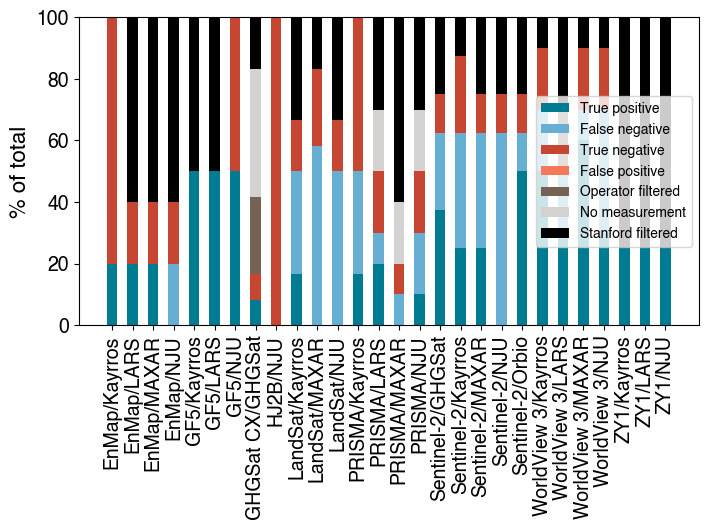 % of total
100
80
60
40
20
0
True positive
False negative
True negative
False positive
Operator filtered
No measurement
Stanford filtered
EnMap/Kayrros
EnMap/LARS
EnMap/MAXAR
EnMap/NJU
GF5/Kayrros
GF5/LARS
GF5/NJU
GHGSat CX/GHGSat
HJ2B/NJU
LandSat/Kayrros
LandSat/MAXAR
LandSat/NJU
PRISMA/Kayrros
PRISMA/LARS
PRISMA/MAXAR
PRISMA/NJU
Sentinel-2/GHGSat
Sentinel-2/Kayrros
Sentinel-2/MAXAR
Sentinel-2/NJU
Sentinel-2/Orbio
WorldView 3/Kayrros
WorldView 3/LARS
WorldView 3/MAXAR
WorldView 3/NJU
ZY1/Kayrros
ZY1/LARS
ZY1/NJU